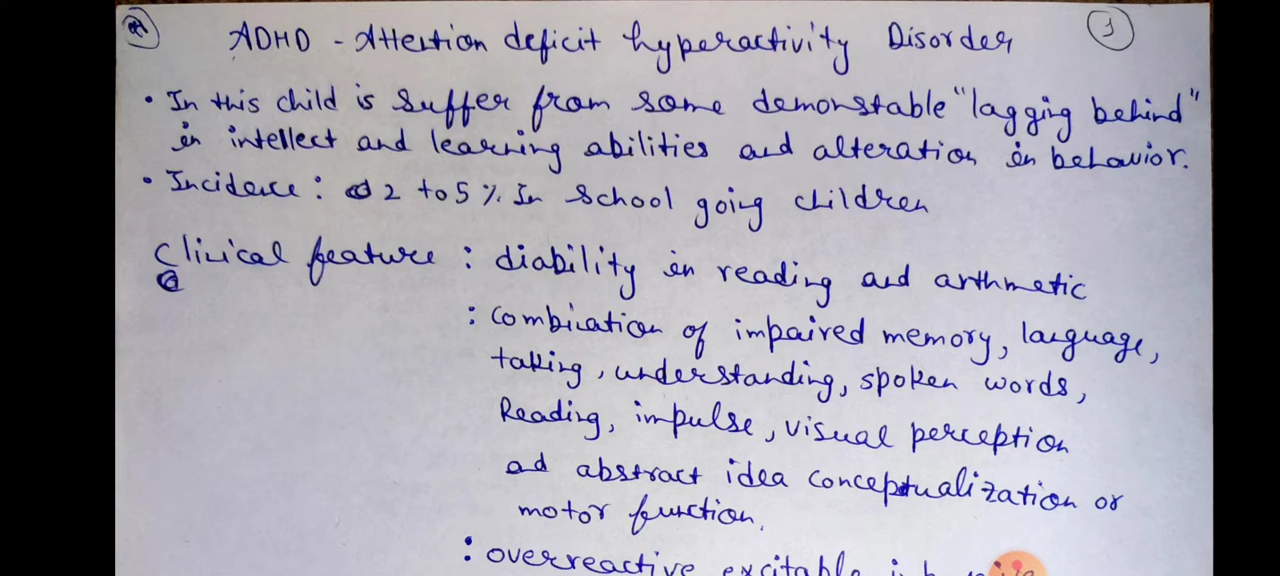 1
ADHD - Attertion deficit hyperactivity Disorder
• In this child is suffer from some demonstable "lagging behind"
in intellect and learning abilities and alteration in behavior.
• Incidence : 2 to 5 % In school going children
Clinical feature : diability in reading and arthmetic
: Combination of impaired memory, language,
taking, understanding, spoken words,
Reading, impulse, visual perception
ad abstract idea conceptualization or
motor function.
: overreactive excitable